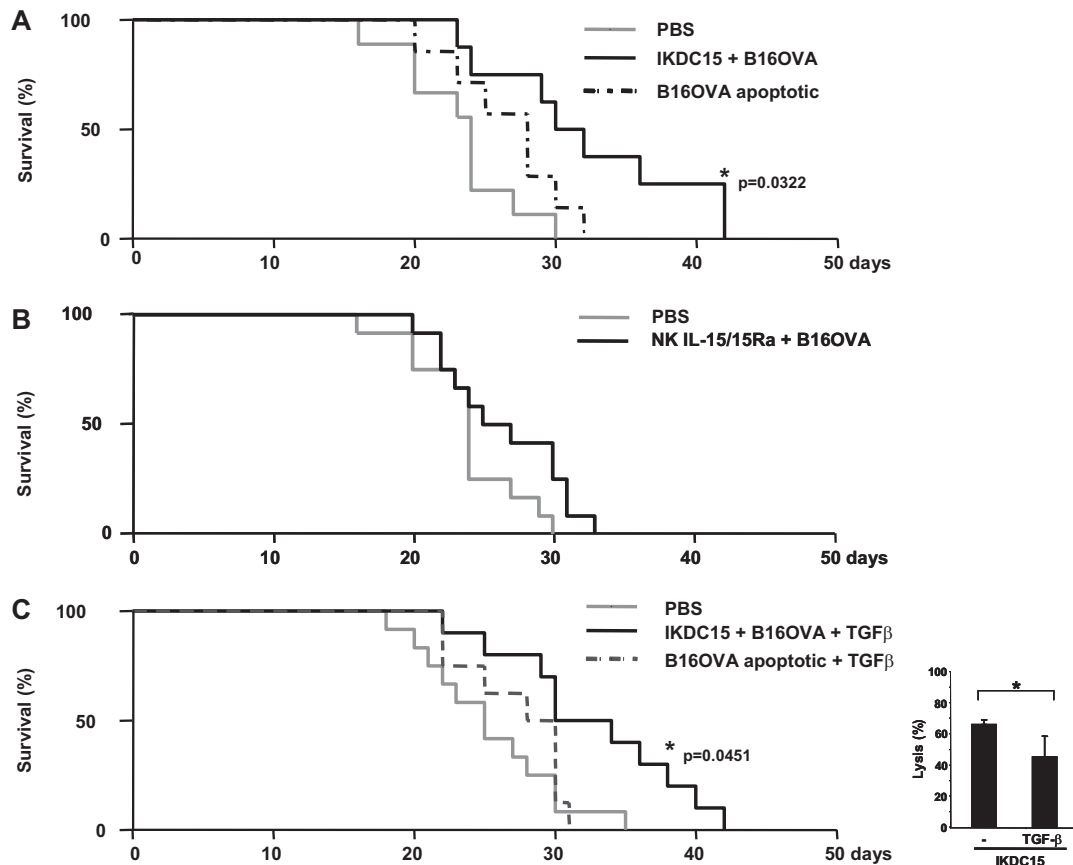 A
Survival (%)
100
50
0
0 10 20 30 40 50 days
PBS
IKDC15 + B16OVA
B16OVA apoptotic
* p=0.0322
B
Survival (%)
100
50
0
0 10 20 30 40 50 days
PBS
NK IL-15/15Ra + B16OVA
C
Survival (%)
100
50
0
0 10 20 30 40 50 days
PBS
IKDC15 + B16OVA + TGFβ
B16OVA apoptotic + TGFβ
* p=0.0451
Lysis (%)
100
80
60
40
20
0
*
- TGF-β
IKDC15